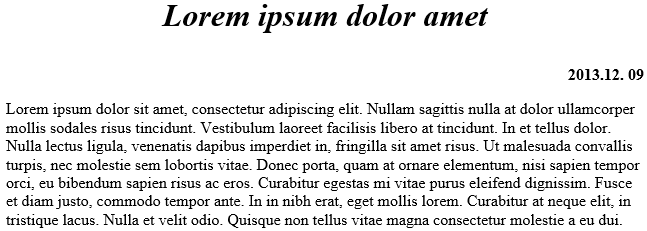 Lorem ipsum dolor amet
2013.12. 09
Lorem ipsum dolor sit amet, consectetur adipiscing elit. Nullam sagittis nulla at dolor ullamcorper
mollis sodales risus tincidunt. Vestibulum laoreet facilisis libero at tincidunt. In et tellus dolor.
Nulla lectus ligula, venenatis dapibus imperdiet in, fringilla sit amet risus. Ut malesuada convallis
turpis, nec molestie sem lobortis vitae. Donec porta, quam at ornare elementum, nisi sapien tempor
orci, eu bibendum sapien risus ac eros. Curabitur egestas mi vitae purus eleifend dignissim. Fusce
et diam justo, commodo tempor ante. In in nibh erat, eget mollis lorem. Curabitur at neque elit, in
tristique lacus. Nulla et velit odio. Quisque non tellus vitae magna consectetur molestie a eu dui.